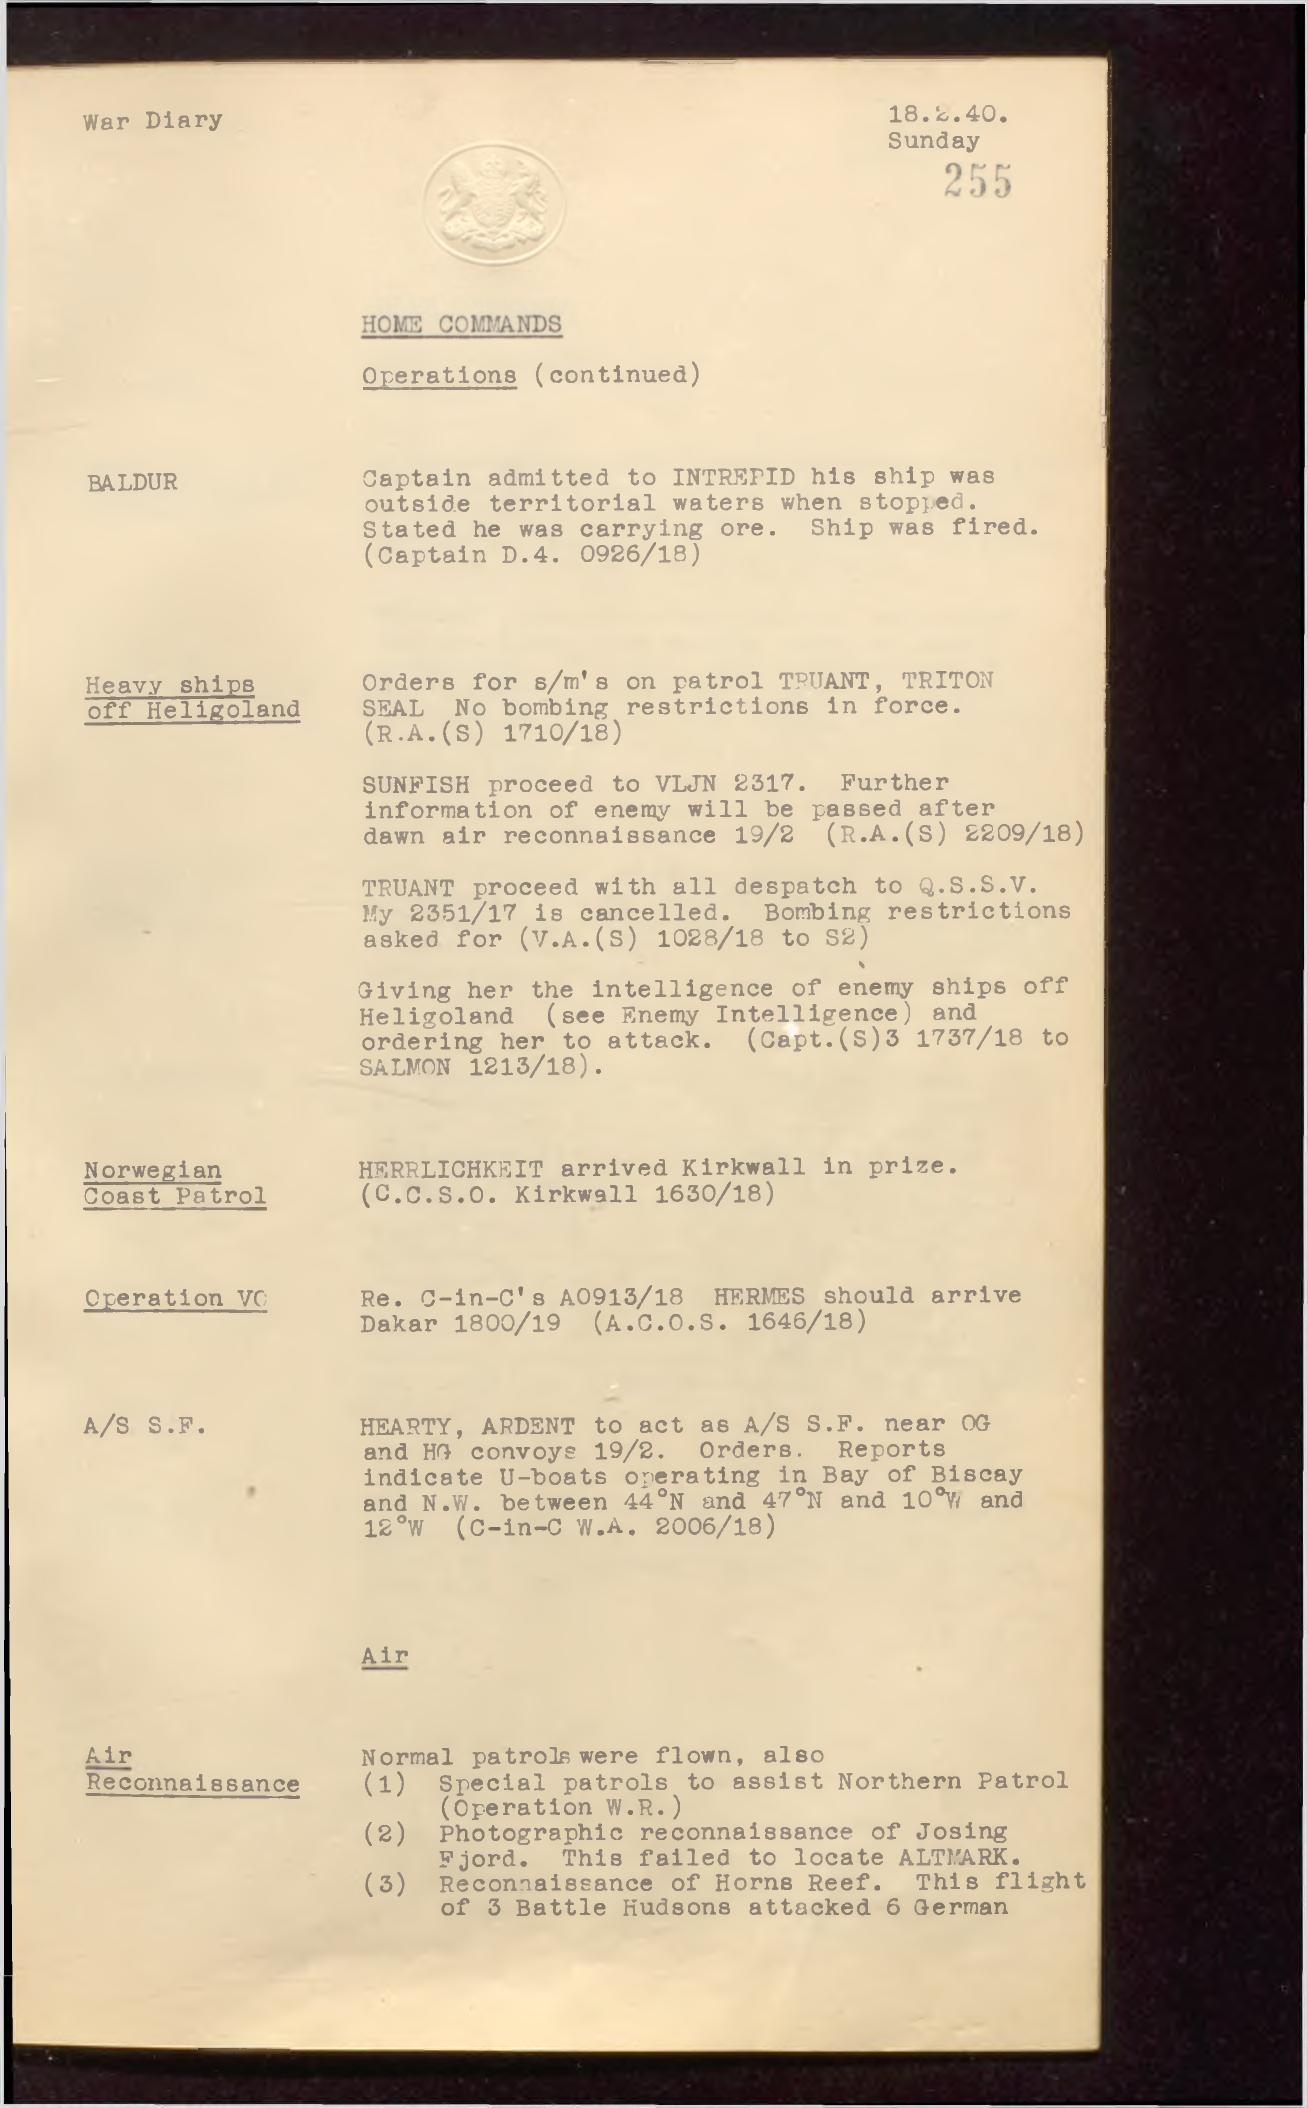 War Diary
18.2.40.
Sunday
255
HOME COMMANDS
Operations (continued)
BALDUR
Captain admitted to INTREPID his ship was
outside territorial waters when stopped.
Stated he was carrying ore. Ship was fired.
(Captain D.4. 0926/18)
Heavy ships
off Heligoland
Orders for s/m's on patrol TRUANT, TRITON
SEAL No bombing restrictions in force.
(R.A.(S) 1710/18)
SUNFISH proceed to VLJN 2317. Further
information of enemy will be passed after
dawn air reconnaissance 19/2 (R.A.(S) 2209/18)
TRUANT proceed with all despatch to Q.S.S.V.
My 2351/17 is cancelled. Bombing restrictions
asked for (V.A.(S) 1028/18 to S2)
Giving her the intelligence of enemy ships off
Heligoland (see Enemy Intelligence) and
ordering her to attack. (Capt.(S)3 1737/18 to
SALMON 1213/18).
Norwegian
Coast Patrol
HERRLICHKEIT arrived Kirkwall in prize.
(C.C.S.O. Kirkwall 1630/18)
Operation
Re. C-in-C's A0913/18 HERMES should arrive
Dakar 1800/19 (A.C.O.S. 1646/18)
A/S S.F.
HEARTY, ARDENT to act as A/S S.F. near OG
and HG convoys 19/2. Orders. Reports
indicate U-boats operating in Bay of Biscay
and N.W. between 44°N and 47°N and 10°W and
12°W (C-in-C W.A. 2006/18)
Air
Air
Reconnaissance
Normal patrols were flown, also
(1) Special patrols to assist Northern Patrol
(Operation W.R.)
(2) Photographic reconnaissance of Josing
Fjord. This failed to locate ALTMARK.
(3) Reconnaissance of Horns Reef. This flight
of 3 Battle Hudsons attacked 6 German